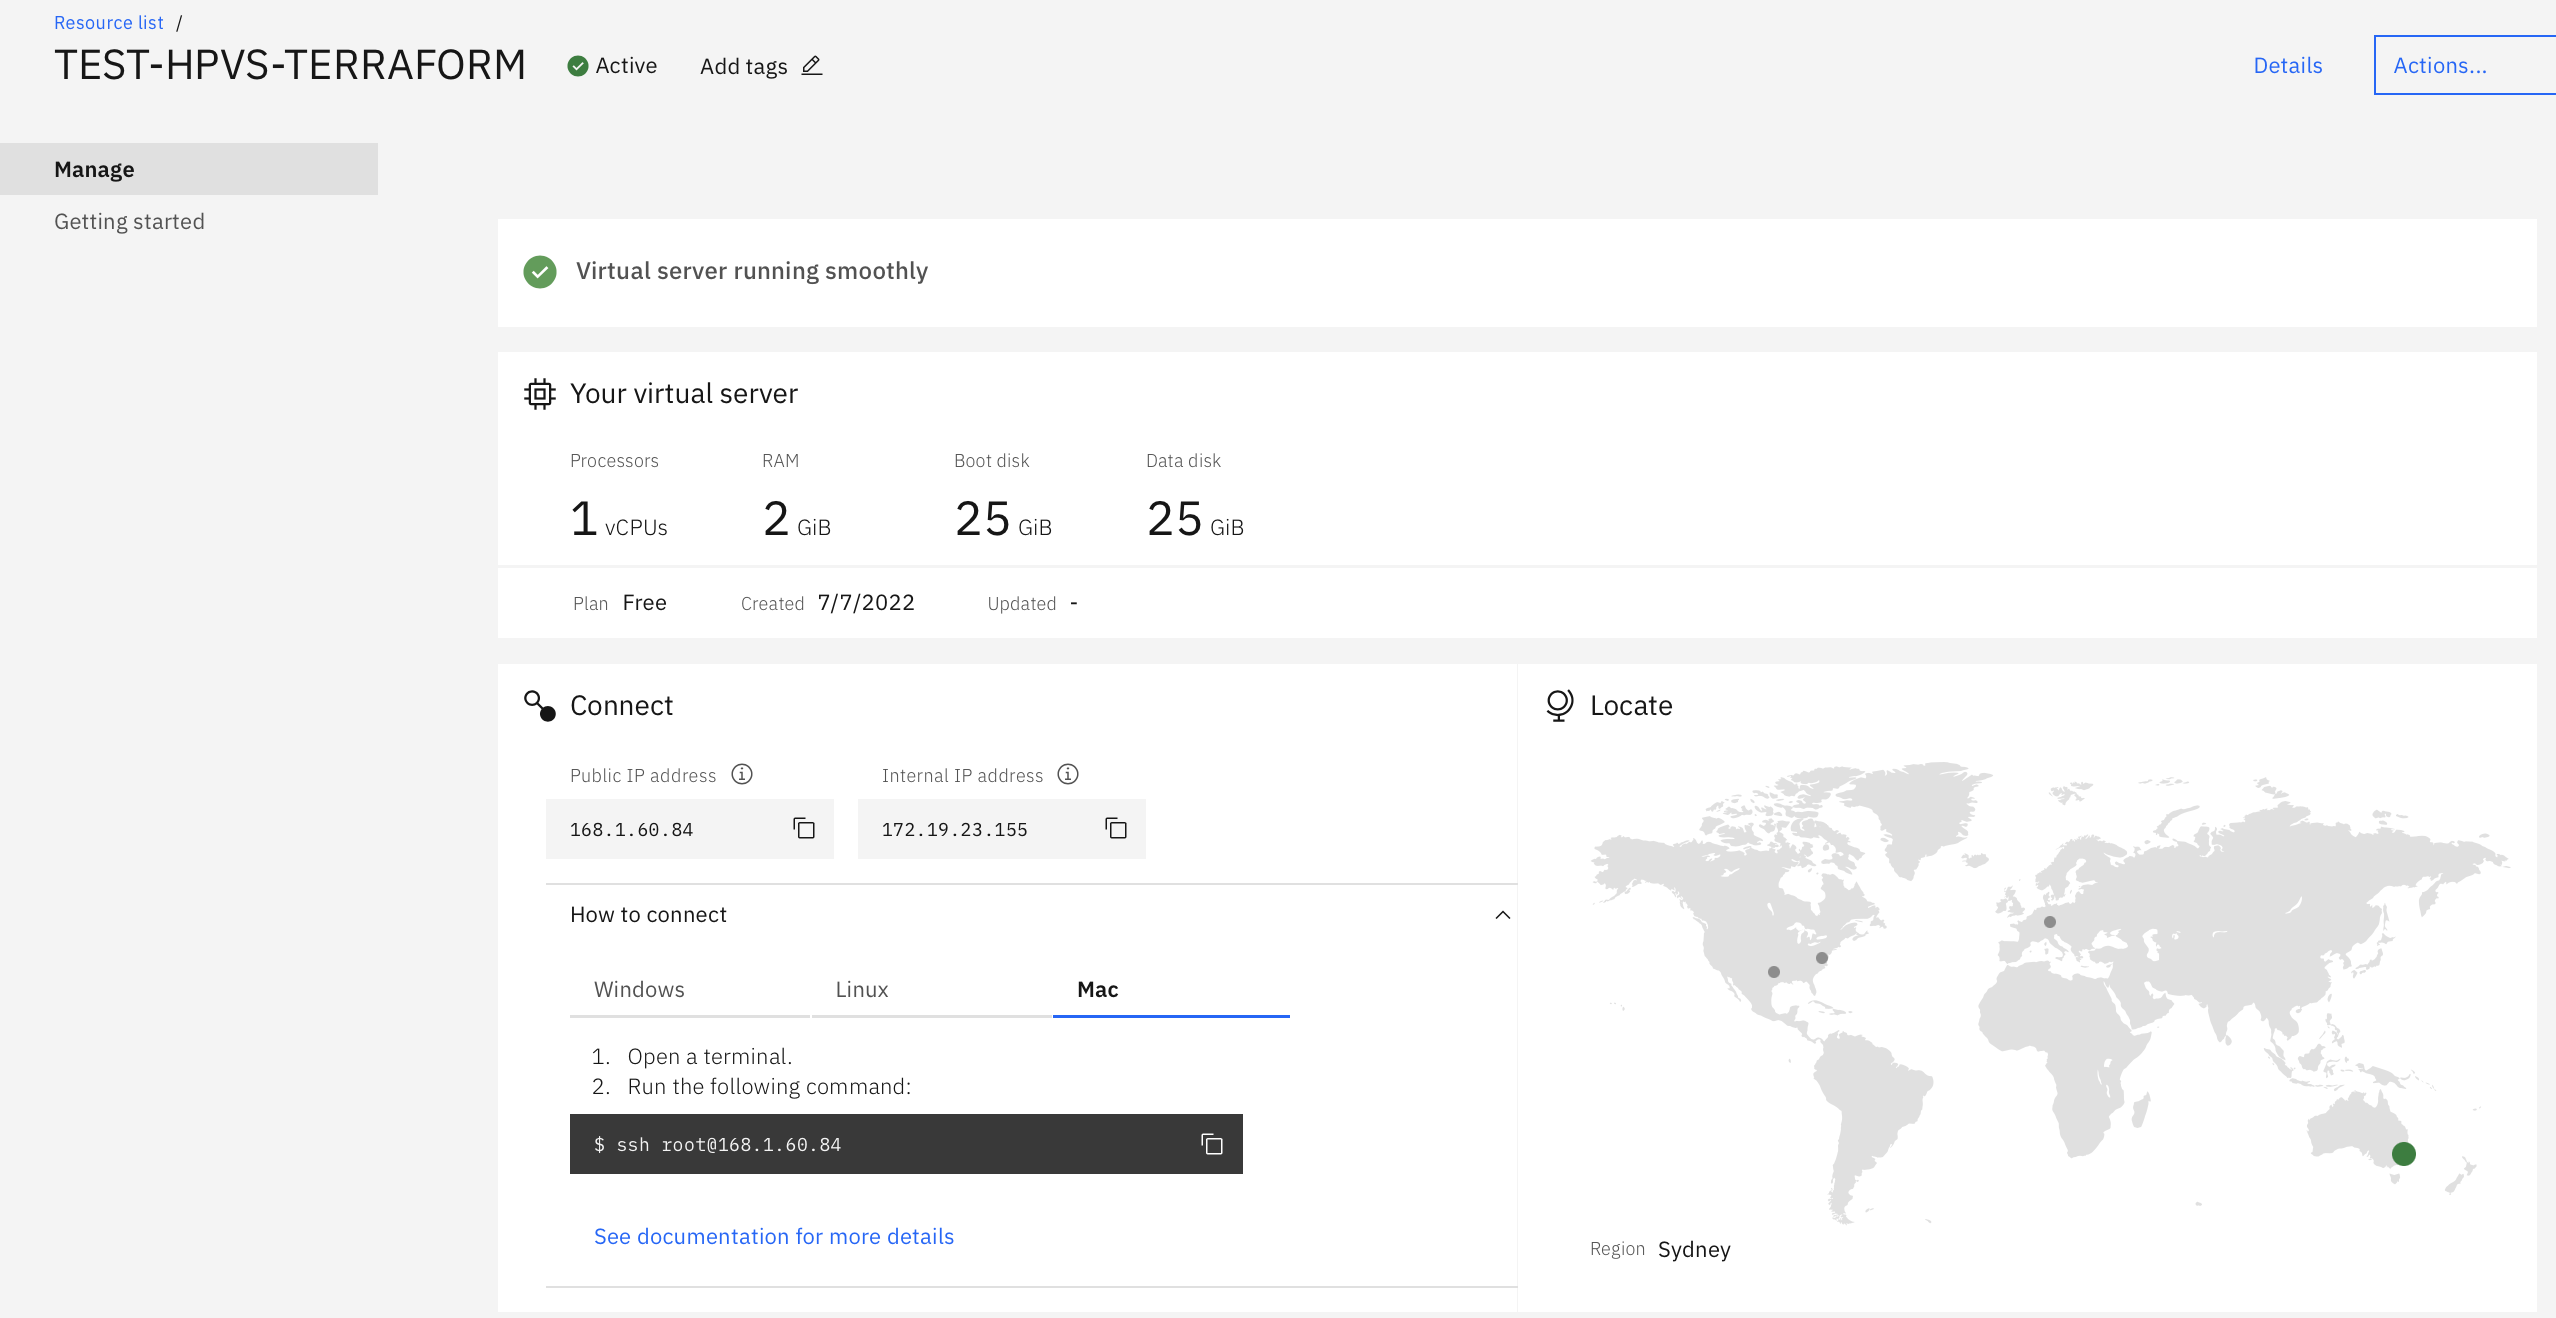 Resource list /
TEST-HPVS-TERRAFORM
Active
Add tags
Details
Actions...
Manage
Getting started
Virtual server running smoothly
Your virtual server
Processors RAM Boot disk Data disk
1 vCPUs 2 GiB 25 GiB 25 GiB
Plan Free Created 7/7/2022 Updated -
Connect
Public IP address Internal IP address
168.1.60.84 172.19.23.155
How to connect
Windows Linux Mac
1. Open a terminal.
2. Run the following command:
$ ssh root@168.1.60.84
See documentation for more details
Locate
Region Sydney